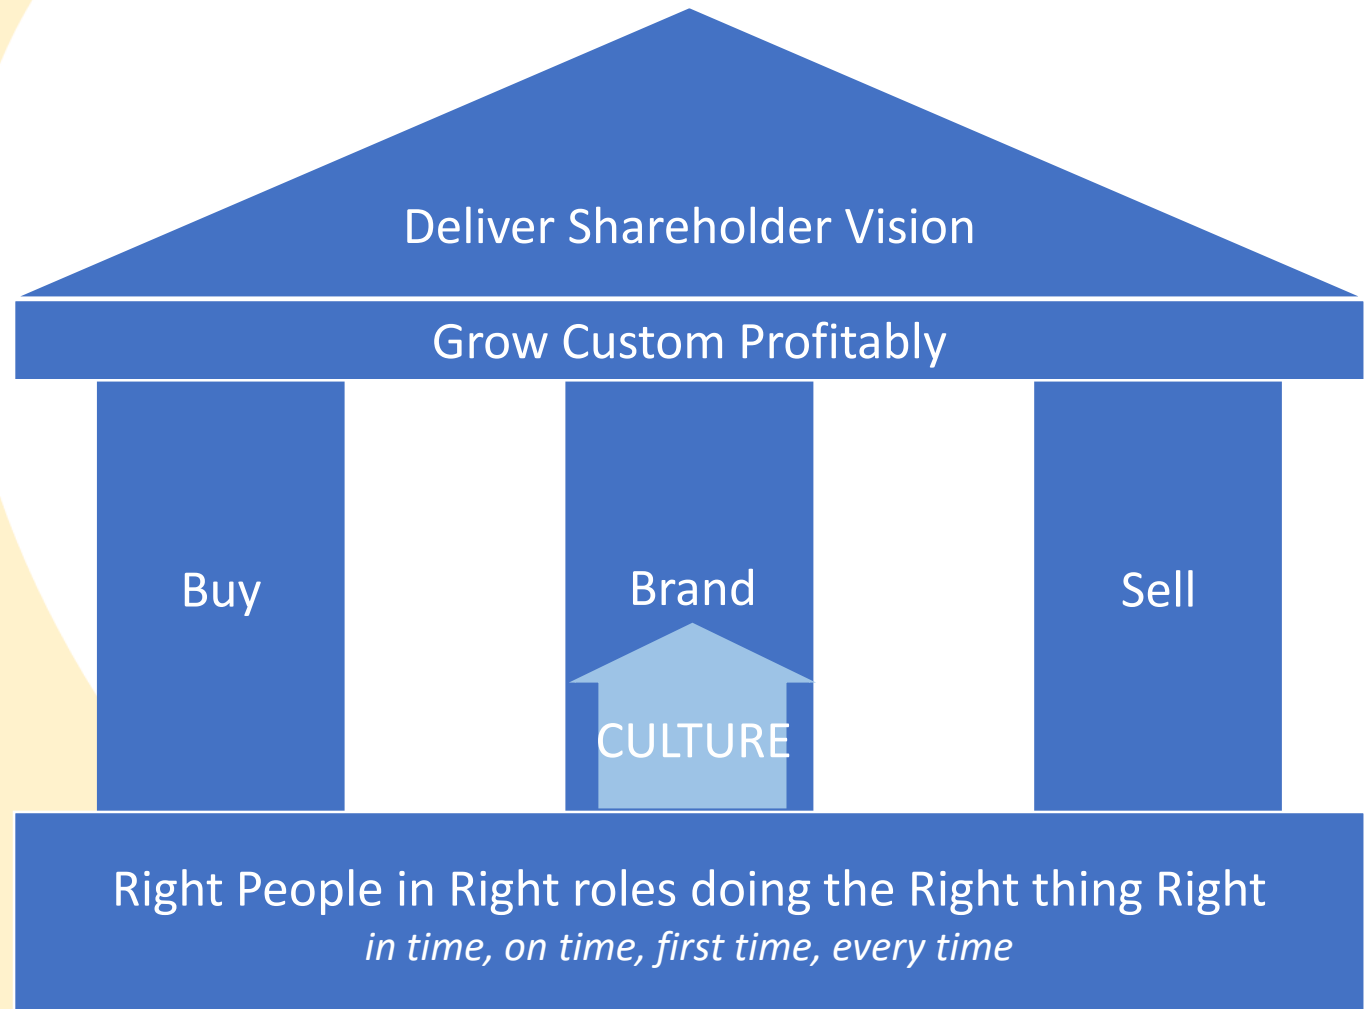 Deliver Shareholder Vision
Grow Custom Profitably
Buy
Brand
Sell
CULTURE
Right People in Right roles doing the Right thing Right
in time, on time, first time, every time